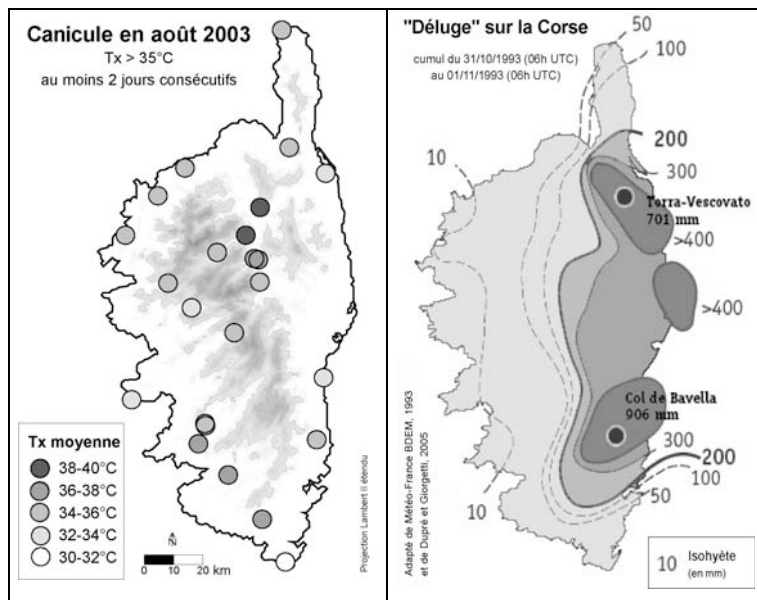 Canicule en août 2003
Tx > 35°C
au moins 2 jours consécutifs
Tx moyenne
38-40°C
36-38°C
34-36°C
32-34°C
30-32°C
N
0 10 20 km
Projection Lambert II étendu
"Déluge" sur la Corse
cumul du 31/10/1993 (06h UTC)
au 01/11/1993 (06h UTC)
50
100
10
200
300
Torra-Vescovato
701 mm
>400
>400
Col de Bavella
906 mm
300
200
100
50
10
Adapté de Météo-France BDEM, 1993
et de Dupré et Giorgetti, 2005
10 Isohyète
(en mm)